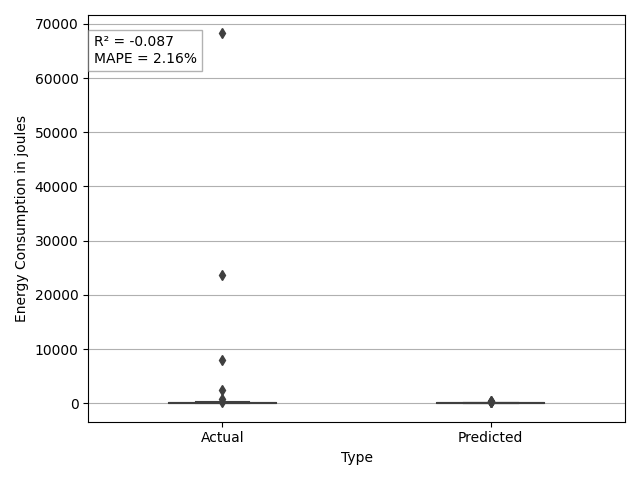 70000
R² = -0.087
MAPE = 2.16%
60000
50000
40000
30000
20000
10000
0
Energy Consumption in joules
Actual
Predicted
Type